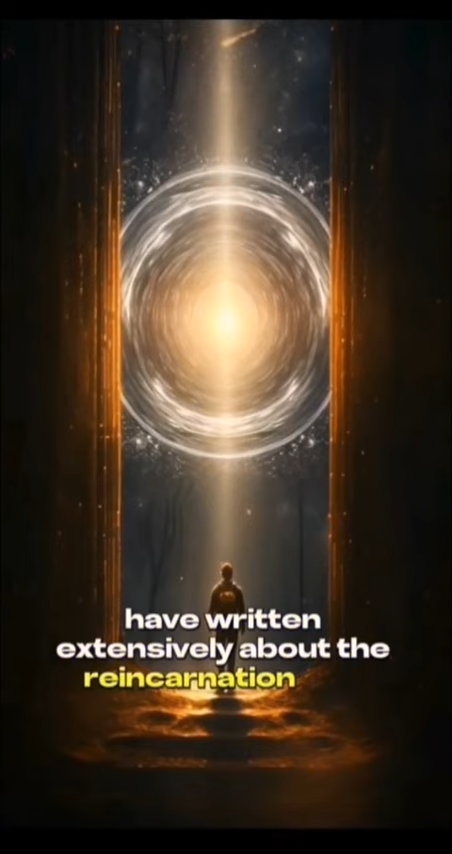 have written
extensively about the
reincarnation